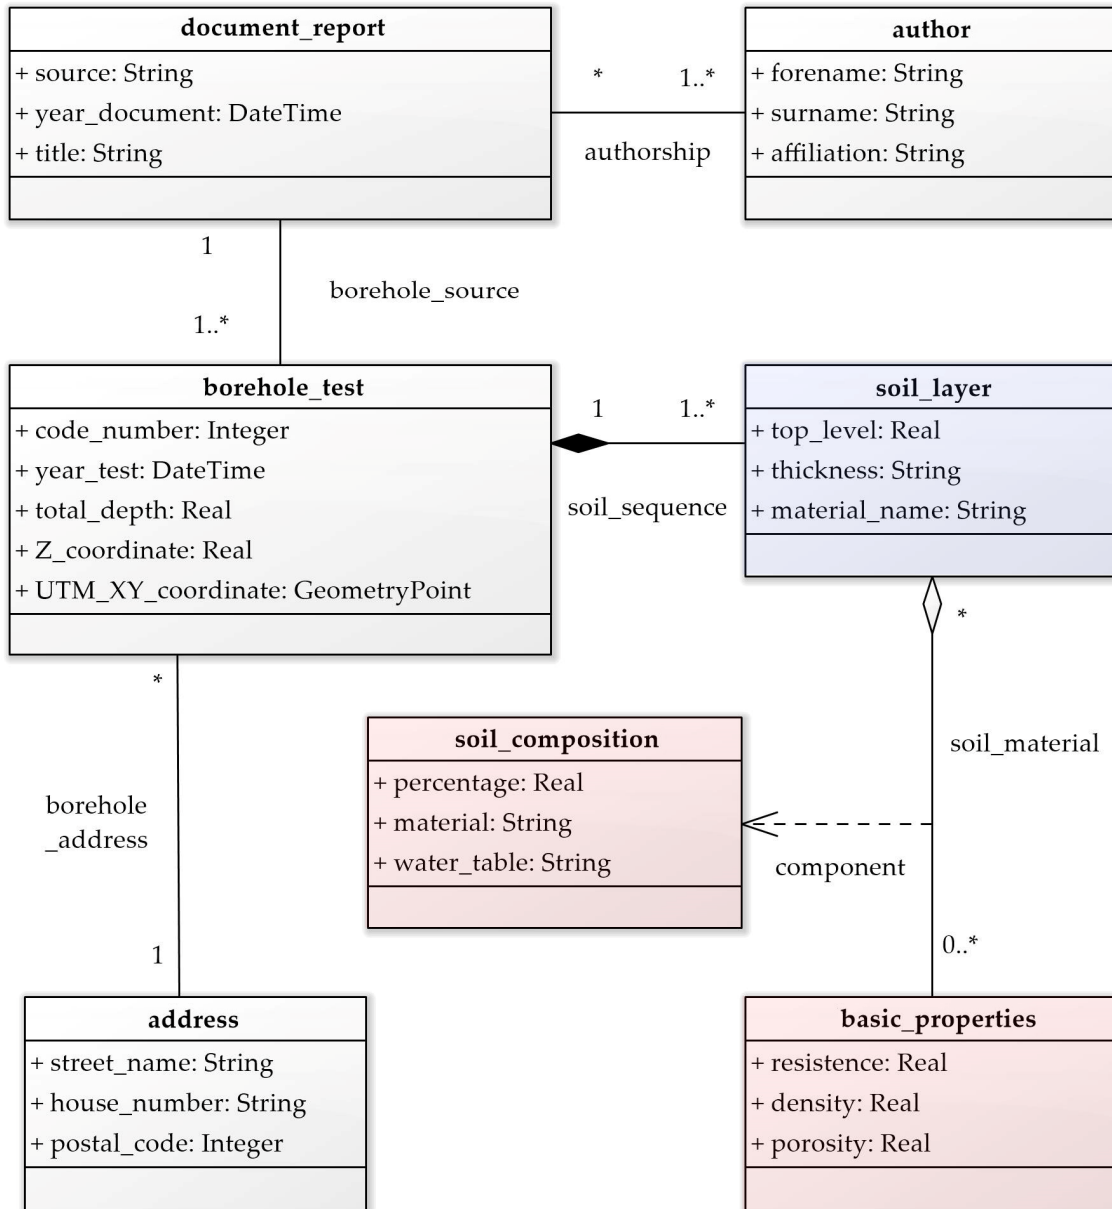 document_report
+ source: String
+ year_document: DateTime
+ title: String
* 1..*
authorship
author
+ forename: String
+ surname: String
+ affiliation: String
1
borehole_source
1..*
borehole_test
+ code_number: Integer
+ year_test: DateTime
+ total_depth: Real
+ Z_coordinate: Real
+ UTM_XY_coordinate: GeometryPoint
1 1..*
soil_sequence
soil_layer
+ top_level: Real
+ thickness: String
+ material_name: String
*
borehole
_address
1
soil_composition
+ percentage: Real
+ material: String
+ water_table: String
*
soil_material
component
0..*
address
+ street_name: String
+ house_number: String
+ postal_code: Integer
basic_properties
+ resistence: Real
+ density: Real
+ porosity: Real